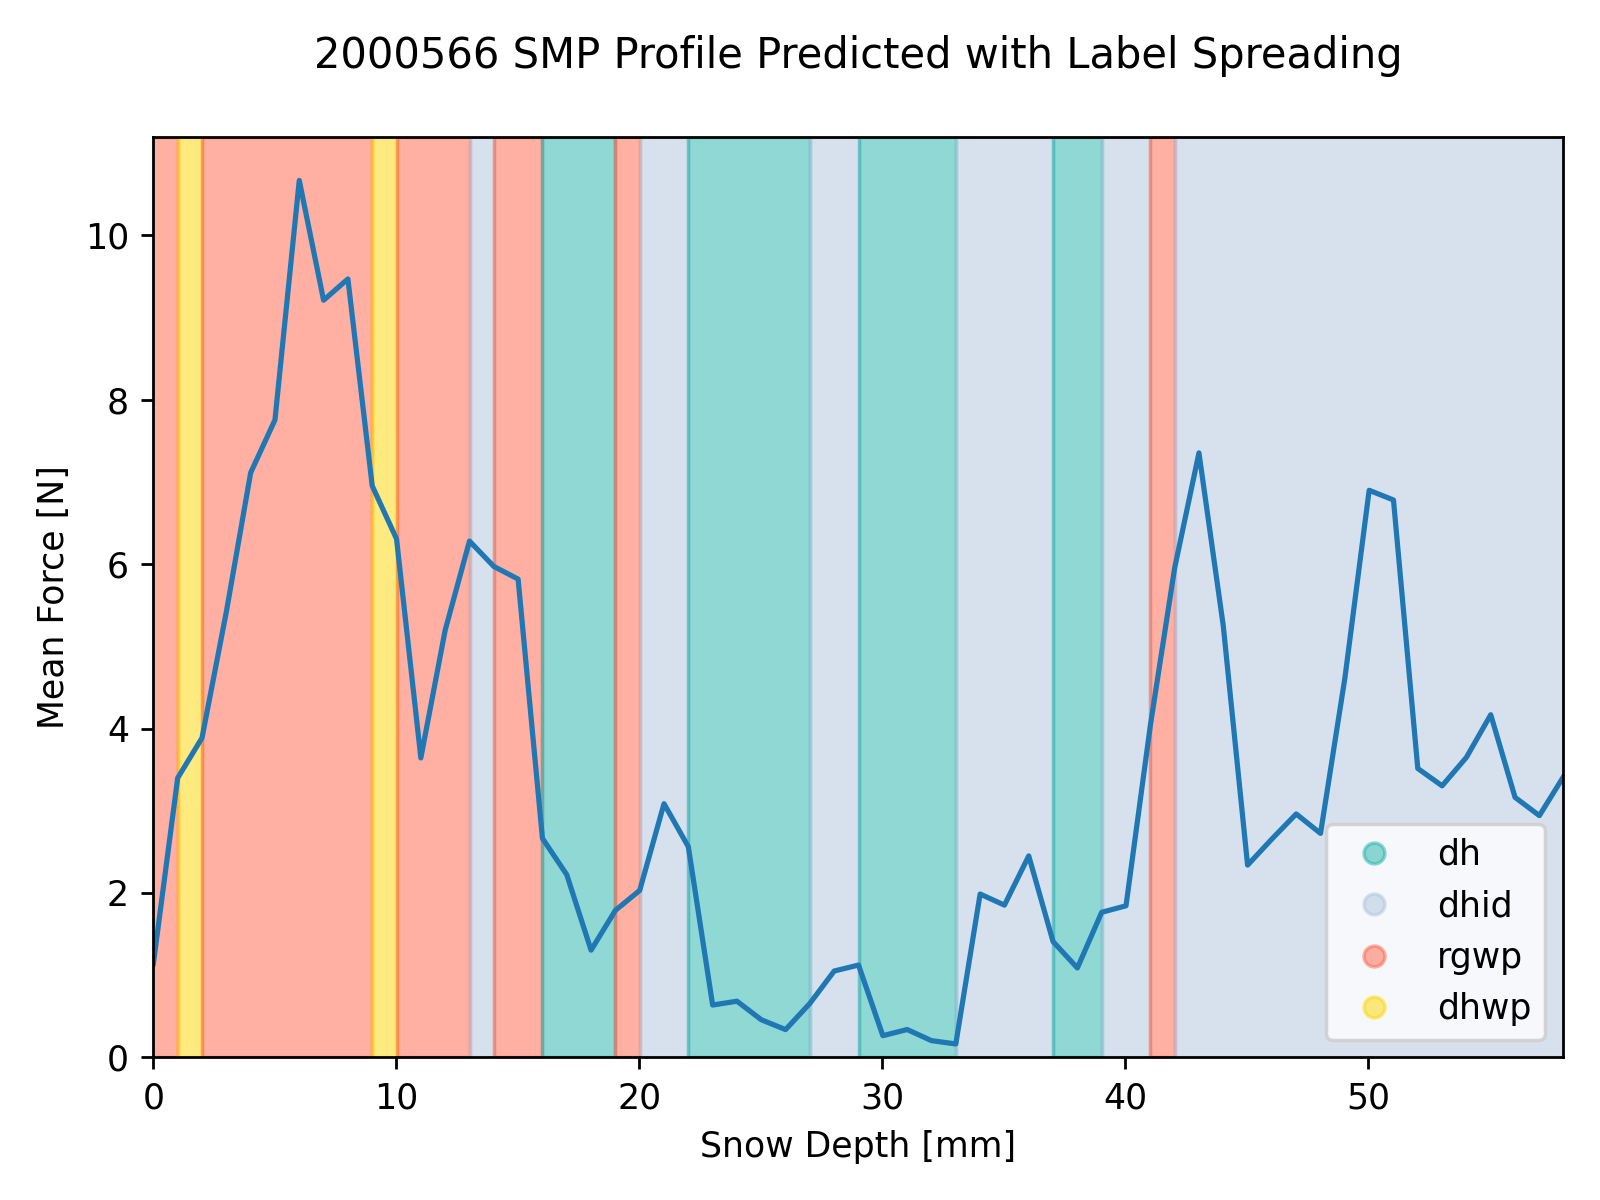 2000566 SMP Profile Predicted with Label Spreading
Mean Force [N]
10
8
6
4
2
0
dh
dhid
rgwp
dhwp
0 10 20 30 40 50
Snow Depth [mm]